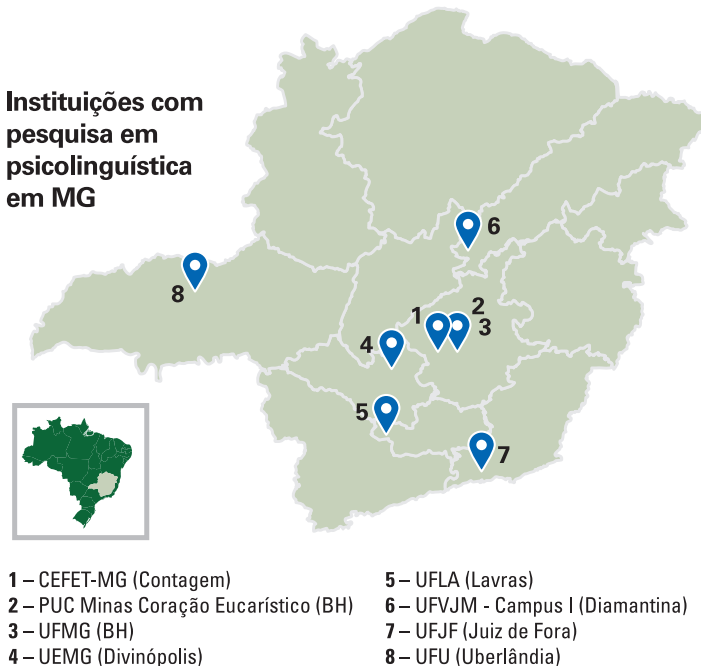 Instituições com
pesquisa em
psicolinguística
em MG
6
8
1
2
3
4
5
7
1 – CEFET-MG (Contagem)
2 – PUC Minas Coração Eucarístico (BH)
3 – UFMG (BH)
4 – UEMG (Divinópolis)
5 – UFLA (Lavras)
6 – UFVJM - Campus I (Diamantina)
7 – UFJF (Juiz de Fora)
8 – UFU (Uberlândia)